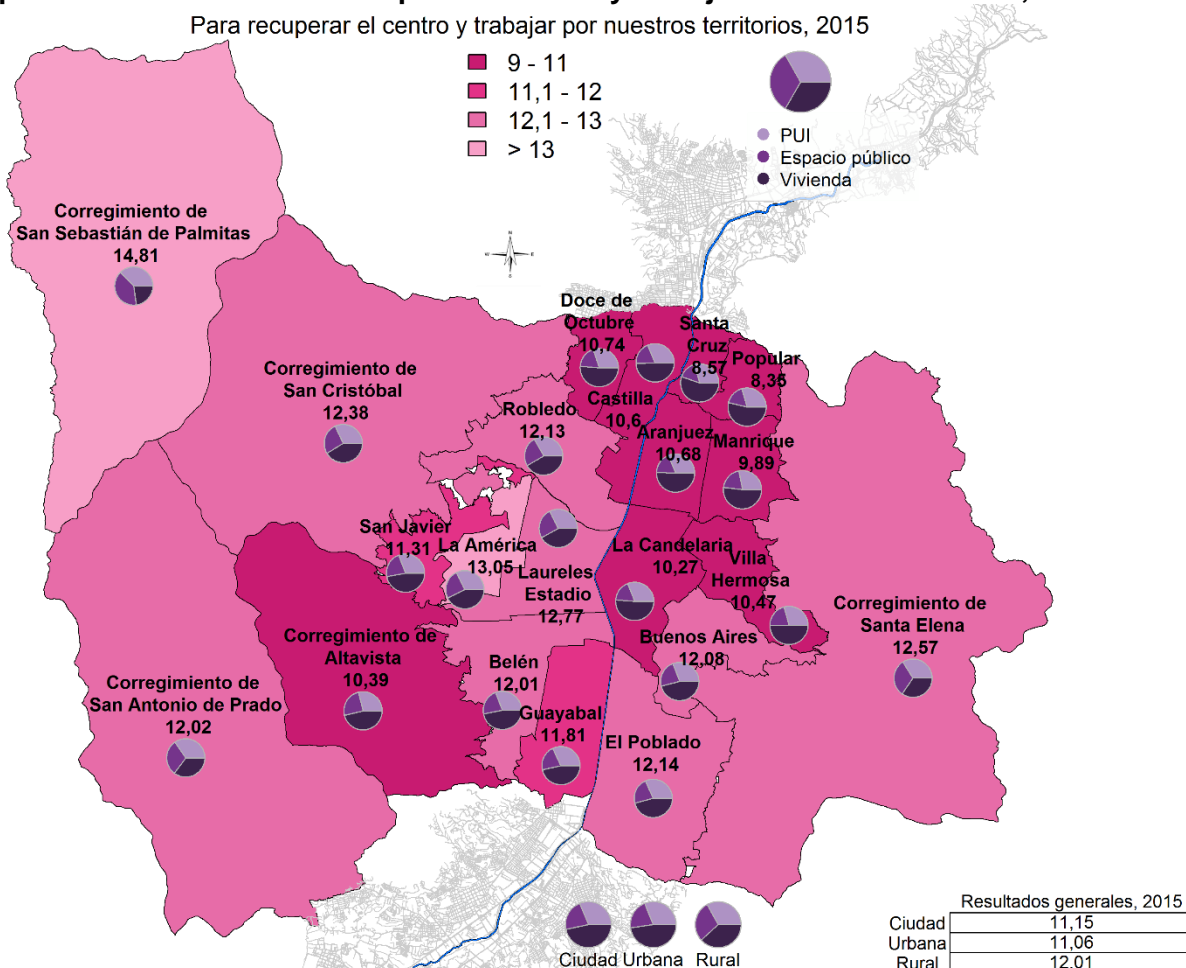 Para recuperar el centro y trabajar por nuestros territorios, 2015
9 - 11
11,1 - 12
12,1 - 13
> 13
PUI
Espacio público
Vivienda
Corregimiento de
San Sebastián de Palmitas
14,81
Corregimiento de
San Cristóbal
12,38
Doce de
Octubre
10,74
Santa
Cruz
8,57
Popular
8,35
Castilla
10,6
Robledo
12,13
Aranjuez
10,68
Manrique
9,89
San Javier
11,31
La América
13,05
Laureles
Estadio
12,77
La Candelaria
10,27
Villa
Hermosa
10,47
Corregimiento de
Santa Elena
12,57
Buenos Aires
12,08
Corregimiento de
Altavista
10,39
Belén
12,01
Corregimiento de
San Antonio de Prado
12,02
Guayabal
11,81
El Poblado
12,14
Ciudad Urbana Rural
Resultados generales, 2015
Ciudad 11,15
Urbana 11,06
Rural 12,01